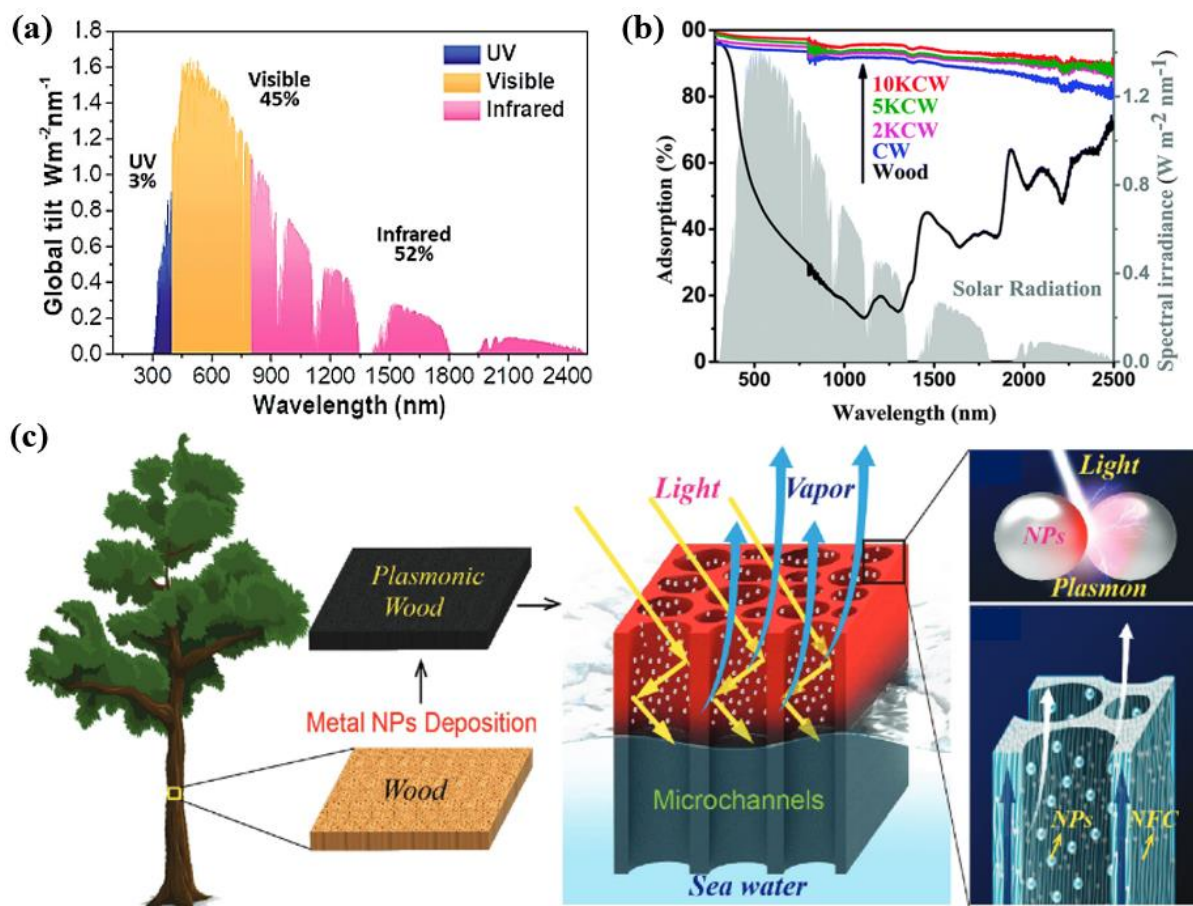 (a)
Global tilt Wm-2nm-1
1.8
1.6
1.4
1.2
1.0
0.8
0.6
0.4
0.2
0.0
UV
Visible
Infrared
Visible
45%
UV
3%
Infrared
52%
300 600 900 1200 1500 1800 2100 2400
Wavelength (nm)
(b)
Adsorption (%)
00
80
60
40
20
0
10KCW
5KCW
2KCW
CW
Wood
Solar Radiation
1.2
0.8
0.4
0.0
Spectral irradiance (W m-2 nm-1)
500 1000 1500 2000 2500
Wavelength (nm)
(c)
Plasmonic
Wood
Metal NPs Deposition
Wood
Light
Vapor
Microchannels
Sea water
Light
NPs
Plasmon
NPs
NFC